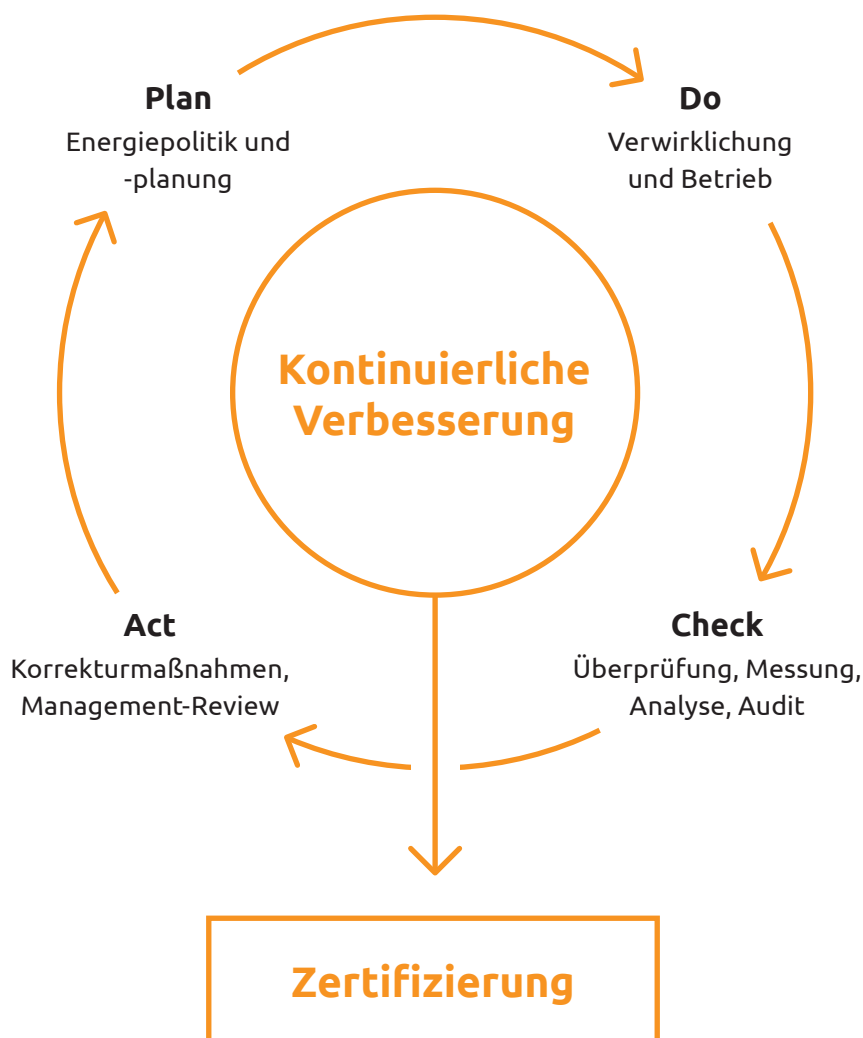 Plan
Energiepolitik und
-planung
Do
Verwirklichung
und Betrieb
Kontinuierliche
Verbesserung
Act
Korrekturmaßnahmen,
Management-Review
Check
Überprüfung, Messung,
Analyse, Audit
Zertifizierung